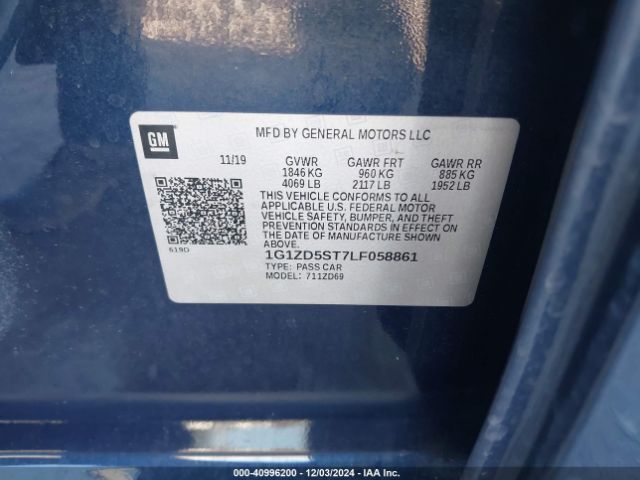 GM
MFD BY GENERAL MOTORS LLC
11/19 GVWR GAWR FRT GAWR RR
1846 KG 960 KG 885 KG
4069 LB 2117 LB 1952 LB
THIS VEHICLE CONFORMS TO ALL
APPLICABLE U.S. FEDERAL MOTOR
VEHICLE SAFETY, BUMPER, AND THEFT
PREVENTION STANDARDS IN EFFECT
ON THE DATE OF MANUFACTURE SHOWN
ABOVE.
619D
1G1ZD5ST7LF058861
TYPE: PASS CAR
MODEL: 711ZD69
000-40996200 - 12/03/2024 - IAA Inc.